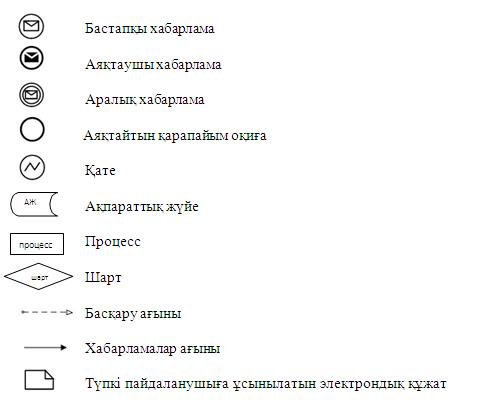 Бастапқы хабарлама
Аяқтаушы хабарлама
Аралық хабарлама
Аяқтайтын қарапайым оқиға
Қате
АЖ Ақпараттық жүйе
процесс Процесс
шарт Шарт
Басқару ағыны
Хабарламалар ағыны
Түпкі пайдаланушыға ұсынылатын электрондық құжат